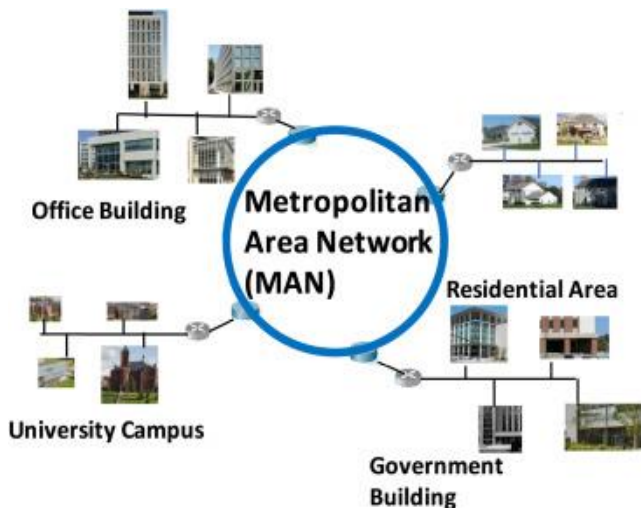 Office Building
Metropolitan
Area Network
(MAN)
Residential Area
University Campus
Government
Building